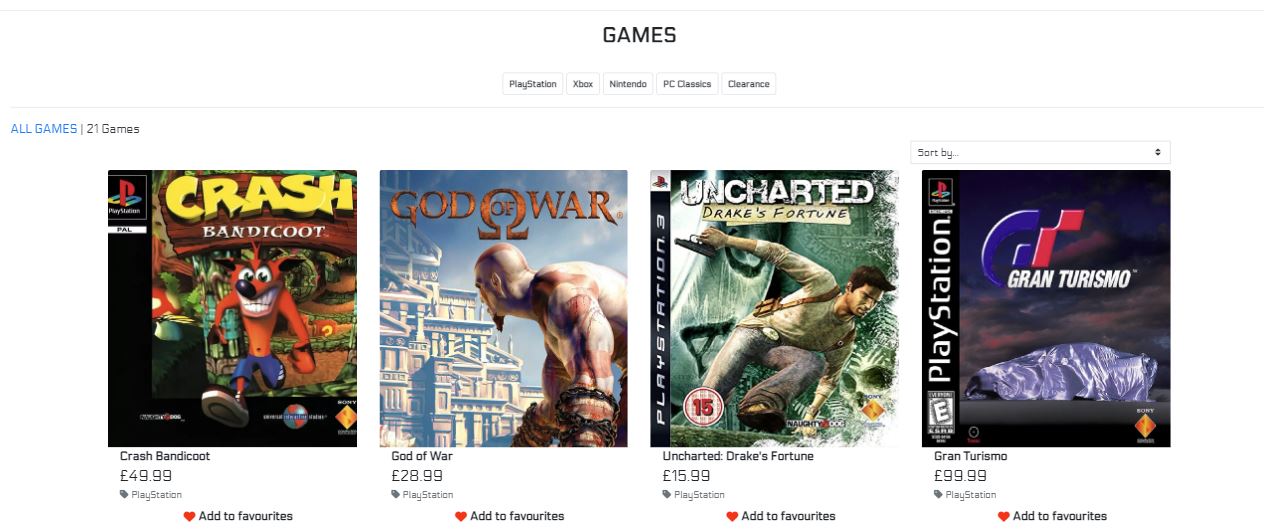 GAMES
PlayStation Xbox Nintendo PC Classics Clearance
ALL GAMES | 21 Games
Sort by...
PlayStation
PAL
CRASH
BANDICOOT
NAUGHTY DOG
SONY
GOD OF WAR
PLAYSTATION 3
UNCHARTED
DRAKE'S FORTUNE
15
NAUGHTY DOG
SONY
PlayStation
GRAN TURISMO
E
SONY
Crash Bandicoot
£49.99
PlayStation
Add to favourites
God of War
£28.99
PlayStation
Add to favourites
Uncharted: Drake's Fortune
£15.99
PlayStation
Add to favourites
Gran Turismo
£99.99
PlayStation
Add to favourites